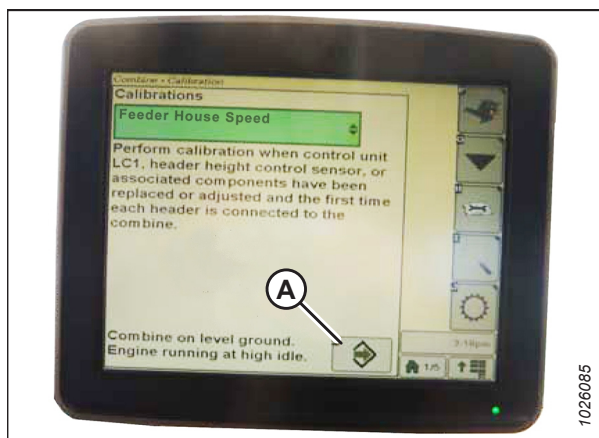 Combine - Calibration
Calibrations
Feeder House Speed
Perform calibration when control unit
LC1, header height control sensor, or
associated components have been
replaced or adjusted and the first time
each header is connected to the
combine.
A
Combine on level ground.
Engine running at high idle.
1/5
1026085